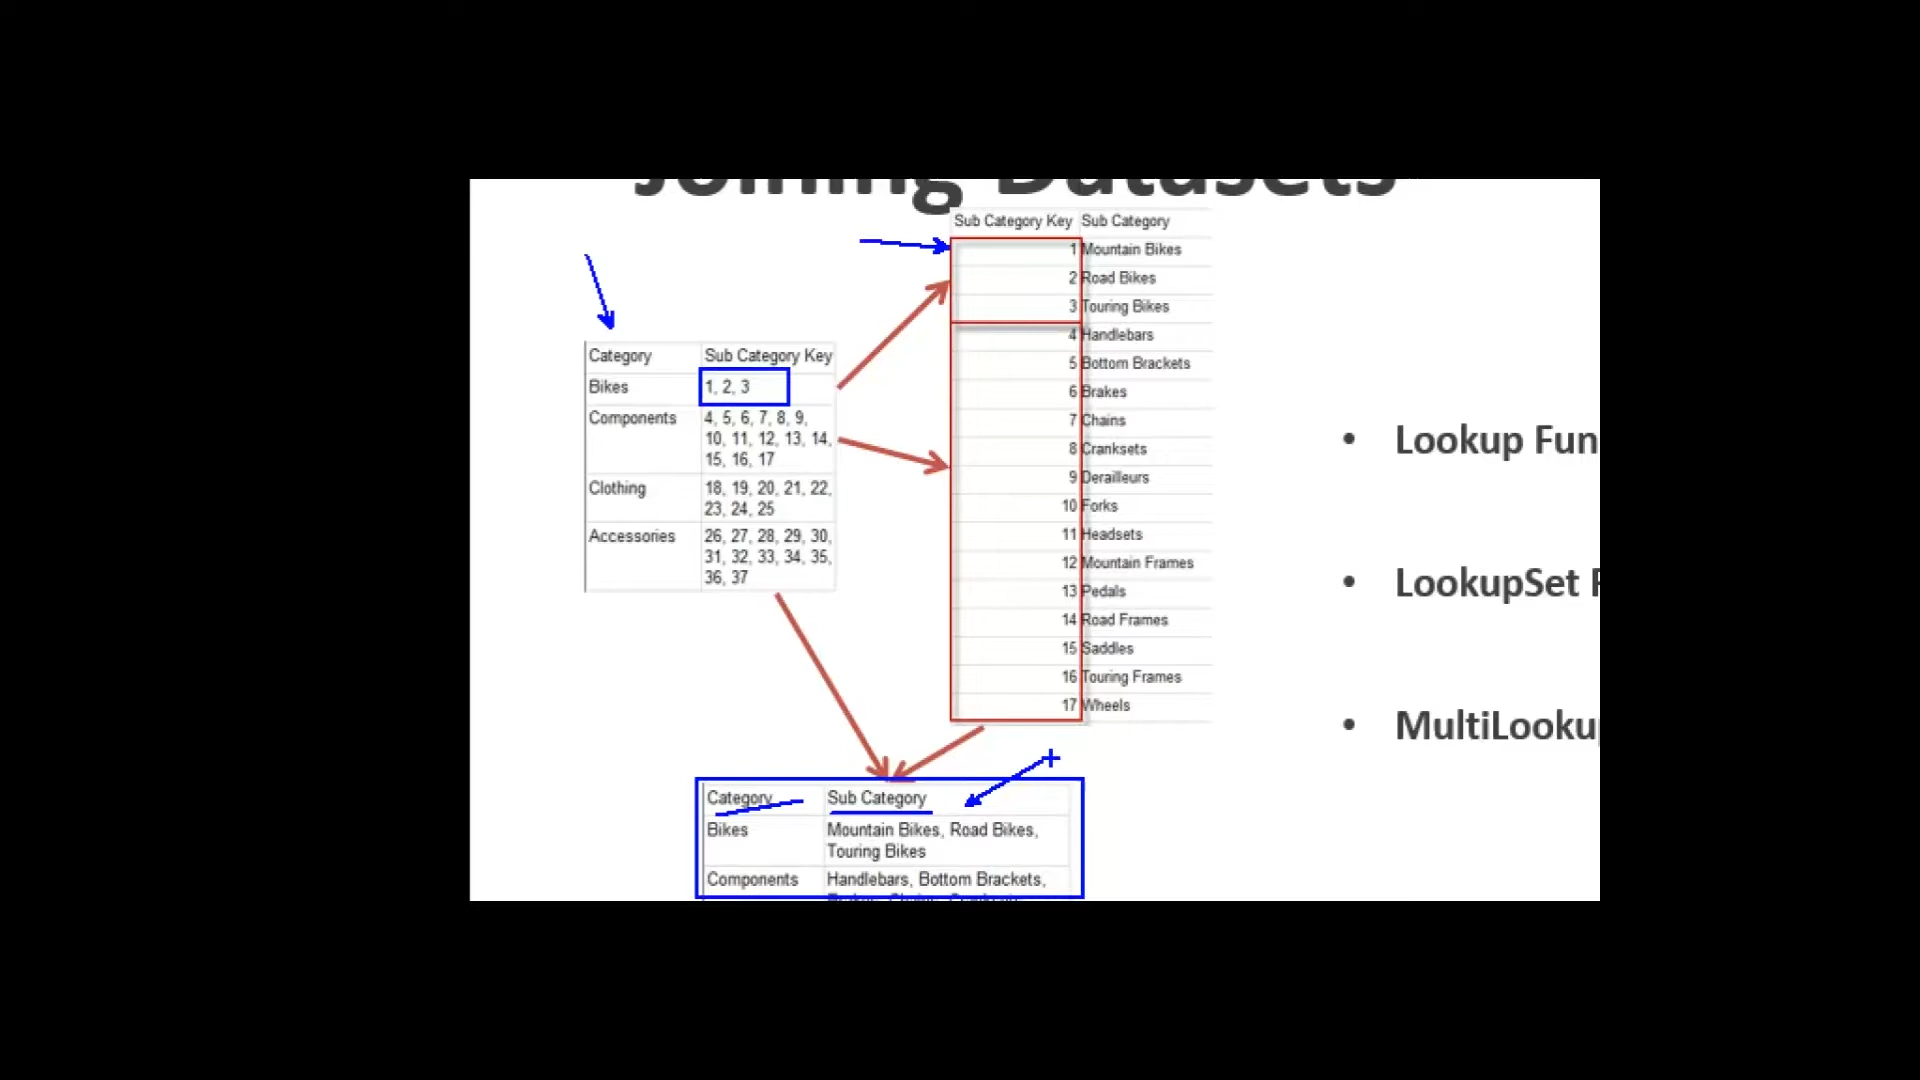 Joining Datasets
Sub Category Key Sub Category
1 Mountain Bikes
2 Road Bikes
3 Touring Bikes
4 Handlebars
5 Bottom Brackets
6 Brakes
7 Chains
8 Cranksets
9 Derailleurs
10 Forks
11 Headsets
12 Mountain Frames
13 Pedals
14 Road Frames
15 Saddles
16 Touring Frames
17 Wheels
Category Sub Category Key
Bikes 1, 2, 3
Components 4, 5, 6, 7, 8, 9,
10, 11, 12, 13, 14,
15, 16, 17
Clothing 18, 19, 20, 21, 22,
23, 24, 25
Accessories 26, 27, 28, 29, 30,
31, 32, 33, 34, 35,
36, 37
Category Sub Category
Bikes Mountain Bikes, Road Bikes,
Touring Bikes
Components Handlebars, Bottom Brackets,
• Lookup Fun
• LookupSet
• MultiLooku